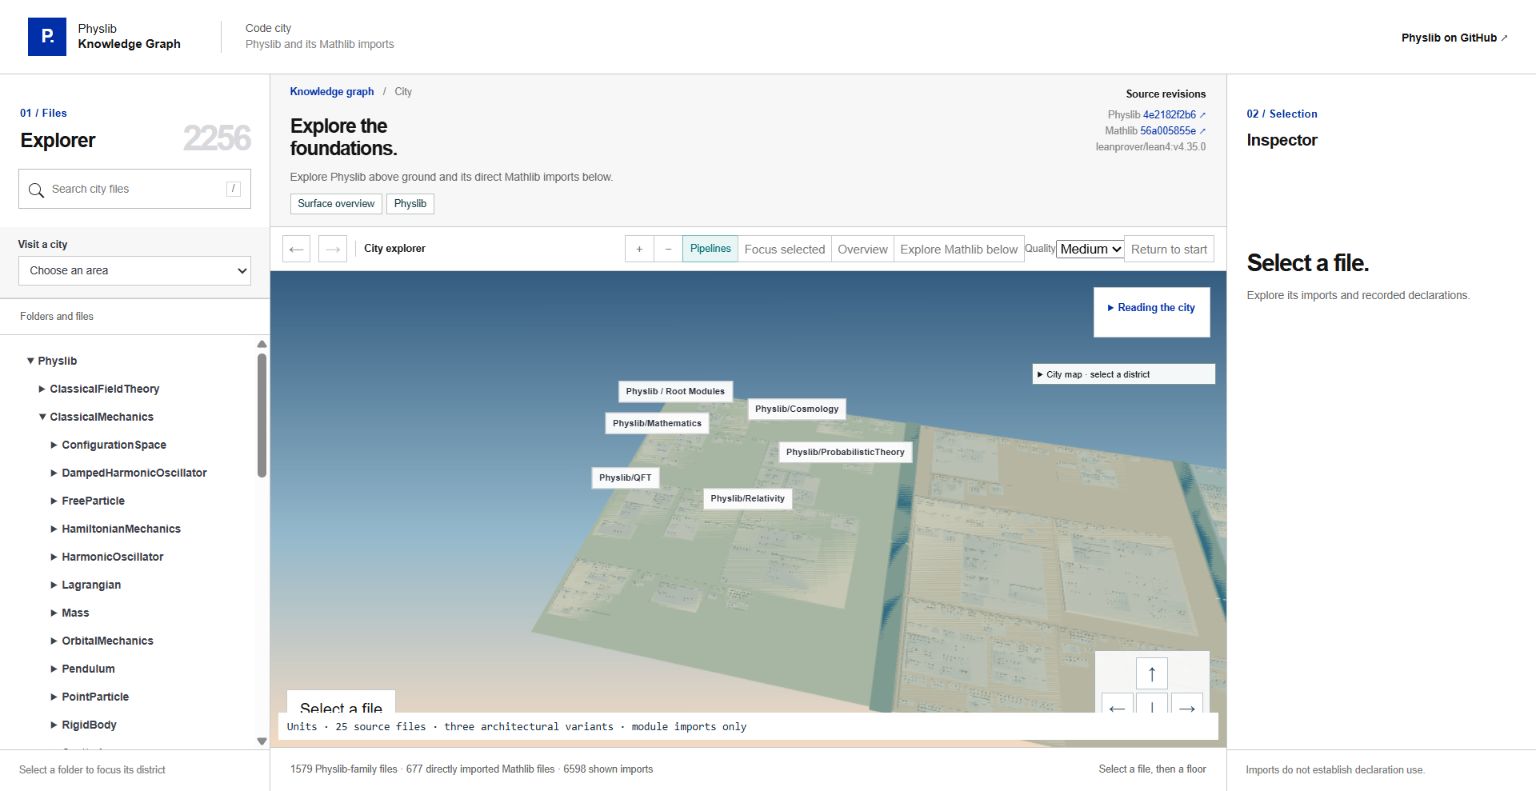 P.
Physlib
Knowledge Graph
Code city
Physlib and its Mathlib imports
Physlib on GitHub ↗
01 / Files
Explorer
2256
Search city files
/
Visit a city
Choose an area
Folders and files
▼ Physlib
▶ ClassicalFieldTheory
▼ ClassicalMechanics
▶ ConfigurationSpace
▶ DampedHarmonicOscillator
▶ FreeParticle
▶ HamiltonianMechanics
▶ HarmonicOscillator
▶ Lagrangian
▶ Mass
▶ OrbitalMechanics
▶ Pendulum
▶ PointParticle
▶ RigidBody
Select a folder to focus its district
Knowledge graph / City
Explore the
foundations.
Explore Physlib above ground and its direct Mathlib imports below.
Surface overview
Physlib
Source revisions
Physlib 4e2182f2b6 ↗
Mathlib 56a005855e ↗
leanprover/lean4:v4.35.0
← → City explorer
+ − Pipelines Focus selected Overview Explore Mathlib below Quality Medium Return to start
▶ Reading the city
▶ City map · select a district
Physlib / Root Modules
Physlib/Cosmology
Physlib/Mathematics
Physlib/ProbabilisticTheory
Physlib/QFT
Physlib/Relativity
↑
← ↓ →
Select a file
Units · 25 source files · three architectural variants · module imports only
1579 Physlib-family files · 677 directly imported Mathlib files · 6598 shown imports
Select a file, then a floor
02 / Selection
Inspector
Select a file.
Explore its imports and recorded declarations.
Imports do not establish declaration use.